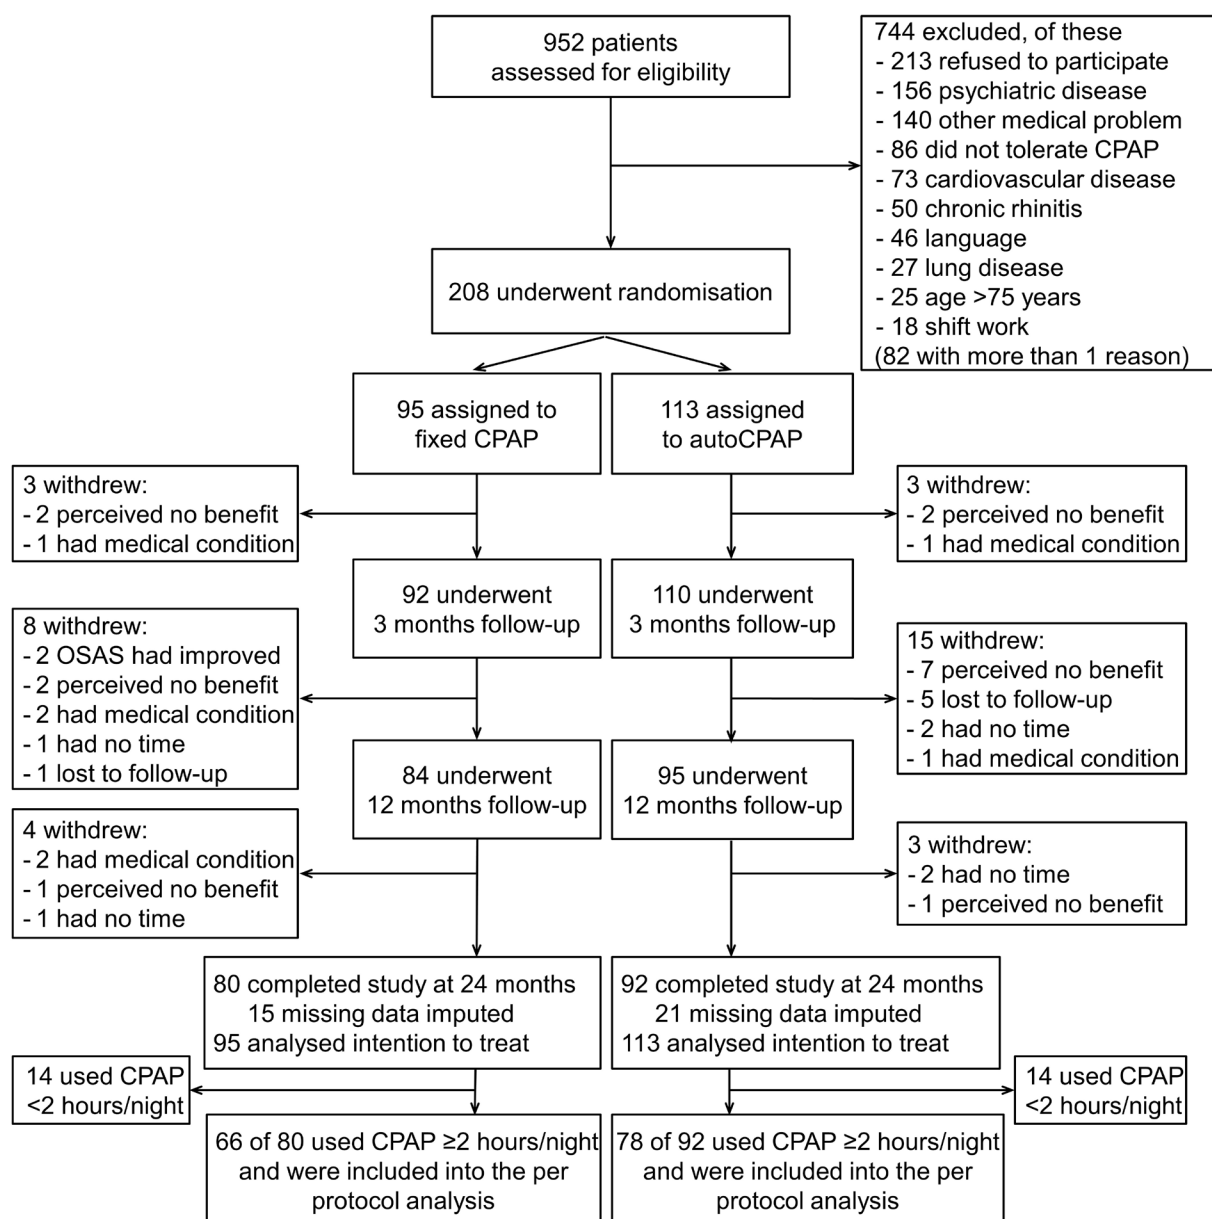 952 patients
assessed for eligibility
744 excluded, of these
- 213 refused to participate
- 156 psychiatric disease
- 140 other medical problem
- 86 did not tolerate CPAP
- 73 cardiovascular disease
- 50 chronic rhinitis
- 46 language
- 27 lung disease
- 25 age >75 years
- 18 shift work
(82 with more than 1 reason)
208 underwent randomisation
95 assigned to
fixed CPAP
113 assigned
to autoCPAP
3 withdrew:
- 2 perceived no benefit
- 1 had medical condition
3 withdrew:
- 2 perceived no benefit
- 1 had medical condition
92 underwent
3 months follow-up
110 underwent
3 months follow-up
8 withdrew:
- 2 OSAS had improved
- 2 perceived no benefit
- 2 had medical condition
- 1 had no time
- 1 lost to follow-up
15 withdrew:
- 7 perceived no benefit
- 5 lost to follow-up
- 2 had no time
- 1 had medical condition
84 underwent
12 months follow-up
95 underwent
12 months follow-up
4 withdrew:
- 2 had medical condition
- 1 perceived no benefit
- 1 had no time
3 withdrew:
- 2 had no time
- 1 perceived no benefit
80 completed study at 24 months
15 missing data imputed
95 analysed intention to treat
92 completed study at 24 months
21 missing data imputed
113 analysed intention to treat
14 used CPAP
<2 hours/night
14 used CPAP
<2 hours/night
66 of 80 used CPAP ≥2 hours/night
and were included into the per
protocol analysis
78 of 92 used CPAP ≥2 hours/night
and were included into the per
protocol analysis